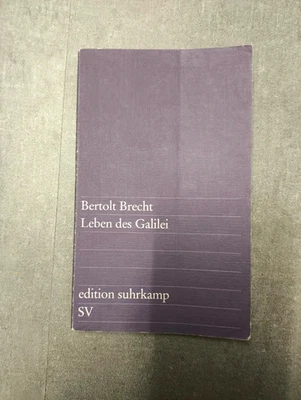 Bertolt Brecht
Leben des Galilei
edition suhrkamp
SV